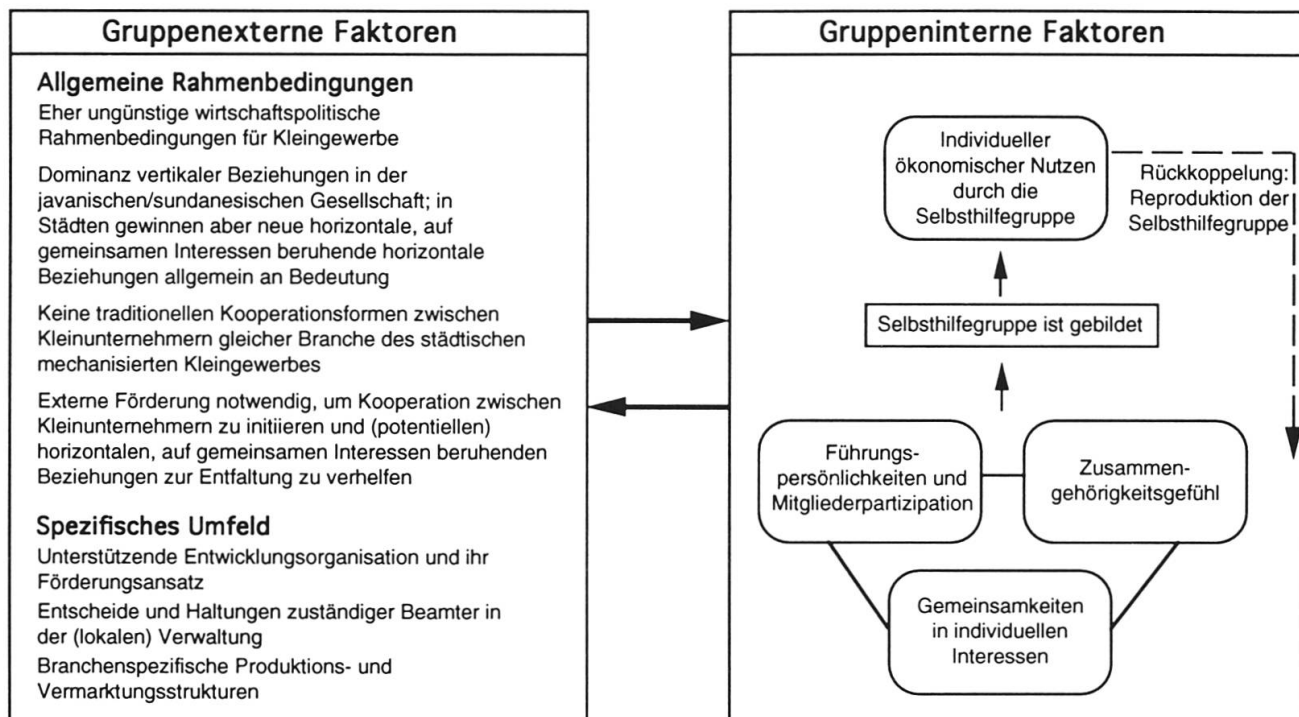 Gruppenexterne Faktoren
Allgemeine Rahmenbedingungen
Eher ungünstige wirtschaftspolitische
Rahmenbedingungen für Kleingewerbe
Dominanz vertikaler Beziehungen in der
javanischen/sundanesischen Gesellschaft; in
Städten gewinnen aber neue horizontale, auf
gemeinsamen Interessen beruhende horizontale
Beziehungen allgemein an Bedeutung
Keine traditionellen Kooperationsformen zwischen
Kleinunternehmern gleicher Branche des städtischen
mechanisierten Kleingewerbes
Externe Förderung notwendig, um Kooperation zwischen
Kleinunternehmern zu initiieren und (potentiellen)
horizontalen, auf gemeinsamen Interessen beruhenden
Beziehungen zur Entfaltung zu verhelfen
Spezifisches Umfeld
Unterstützende Entwicklungsorganisation und ihr
Förderungsansatz
Entscheide und Haltungen zuständiger Beamter in
der (lokalen) Verwaltung
Branchenspezifische Produktions- und
Vermarktungsstrukturen
Gruppeninterne Faktoren
Individueller
ökonomischer Nutzen
durch die
Selbsthilfegruppe
Rückkoppelung:
Reproduktion der
Selbsthilfegruppe
Selbsthilfegruppe ist gebildet
Führungs-
persönlichkeiten und
Mitgliederpartizipation
Zusammen-
gehörigkeitsgefühl
Gemeinsamkeiten
in individuellen
Interessen